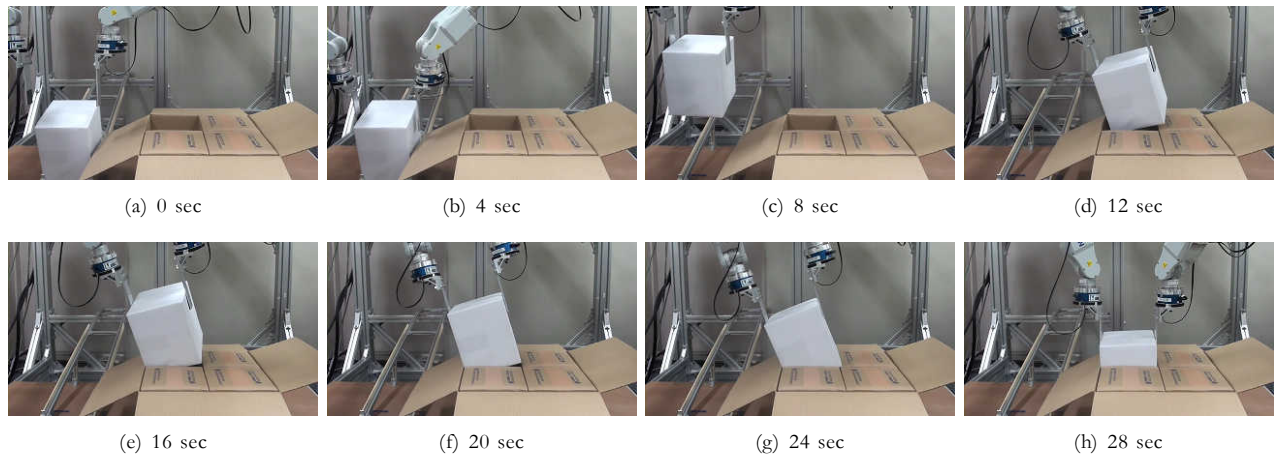 (a) 0 sec
(b) 4 sec
(c) 8 sec
(d) 12 sec
(e) 16 sec
(f) 20 sec
(g) 24 sec
(h) 28 sec